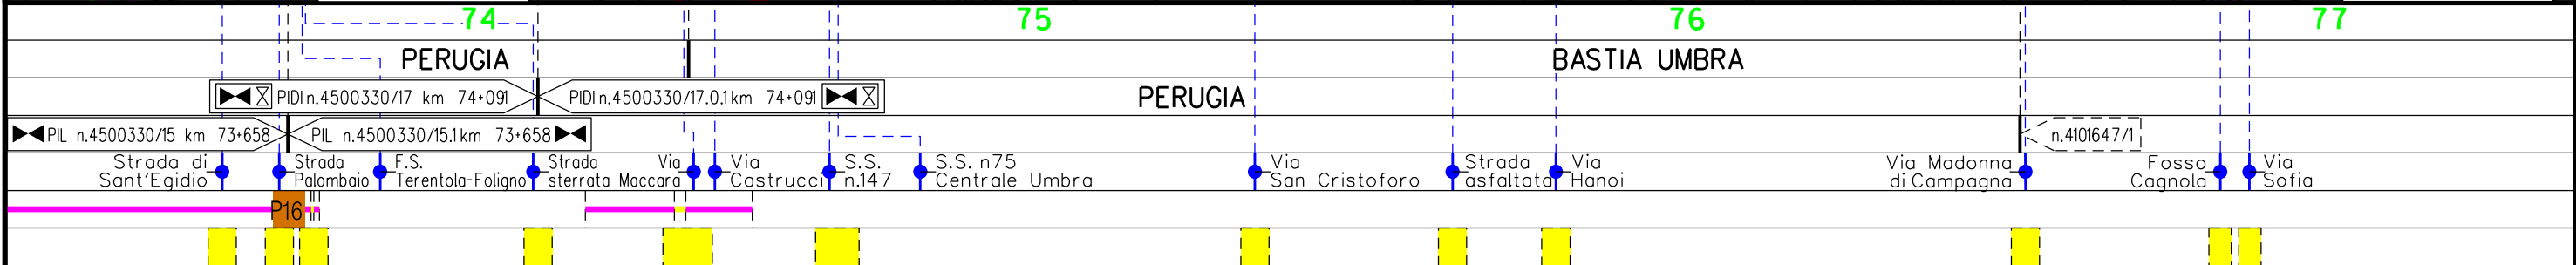 74 75 76 77
PERUGIA BASTIA UMBRA
PIDI n.4500330/17 km 74+091 PIDI n.4500330/17.0.1 km 74+091 PERUGIA
PIL n.4500330/15 km 73+658 PIL n.4500330/15.1 km 73+658 n.4101647/1
Strada di Strada F.S. Strada Via Via S.S. S.S. n75 Via Strada Via Via Madonna Fosso Via
Sant'Egidio Palombaio Terentola-Foligno sterrata Maccara Castrucci n.147 Centrale Umbra San Cristoforo asfaltata Hanoi di Campagna Cagnola Sofia
P16